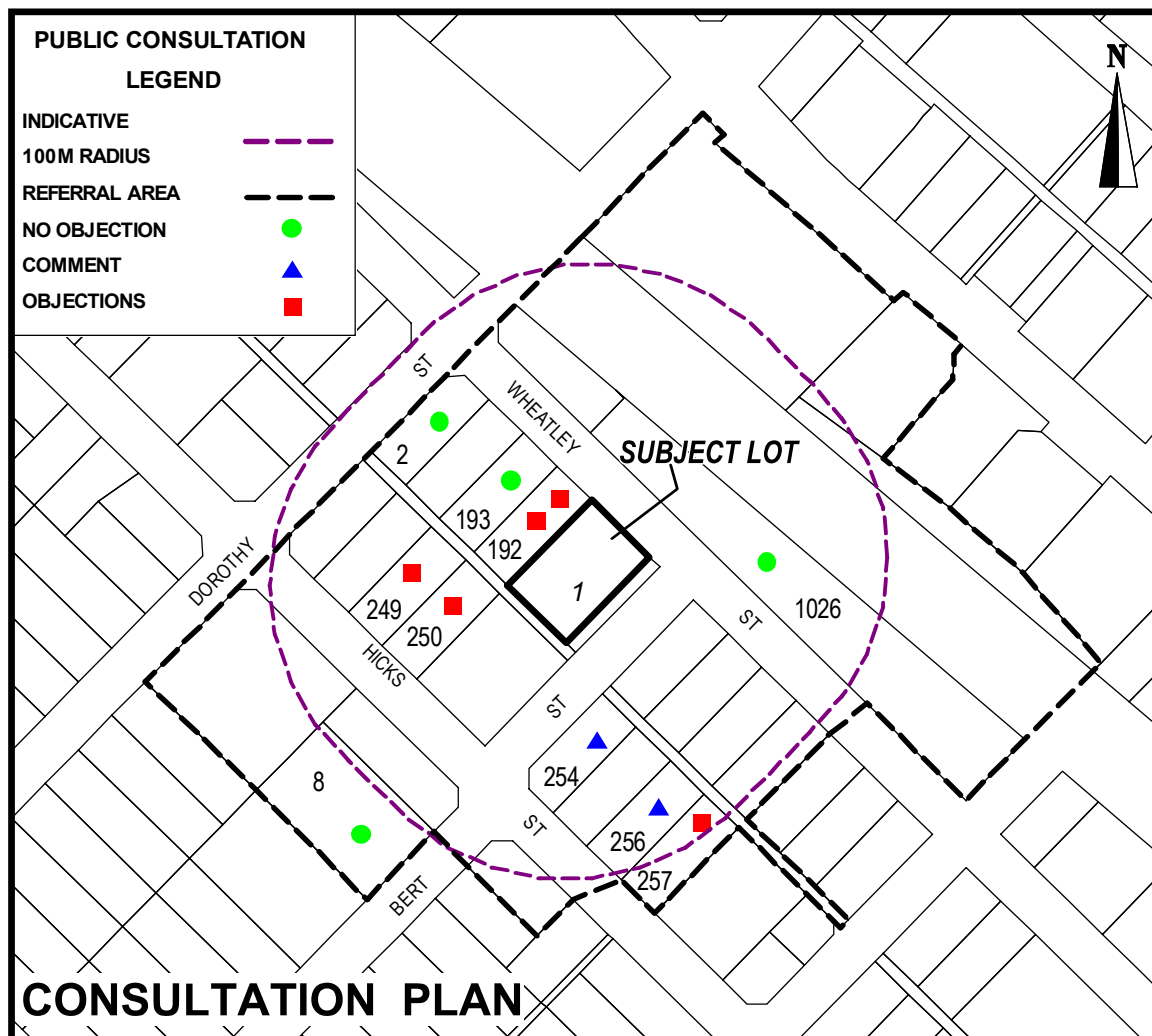 PUBLIC CONSULTATION
LEGEND
INDICATIVE
100M RADIUS
REFERRAL AREA
NO OBJECTION
COMMENT
OBJECTIONS
N
ST
WHEATLEY
SUBJECT LOT
2
193
192
1
DOROTHY
249
250
HICKS
ST
1026
ST
8
254
ST
256
257
BERT
CONSULTATION PLAN